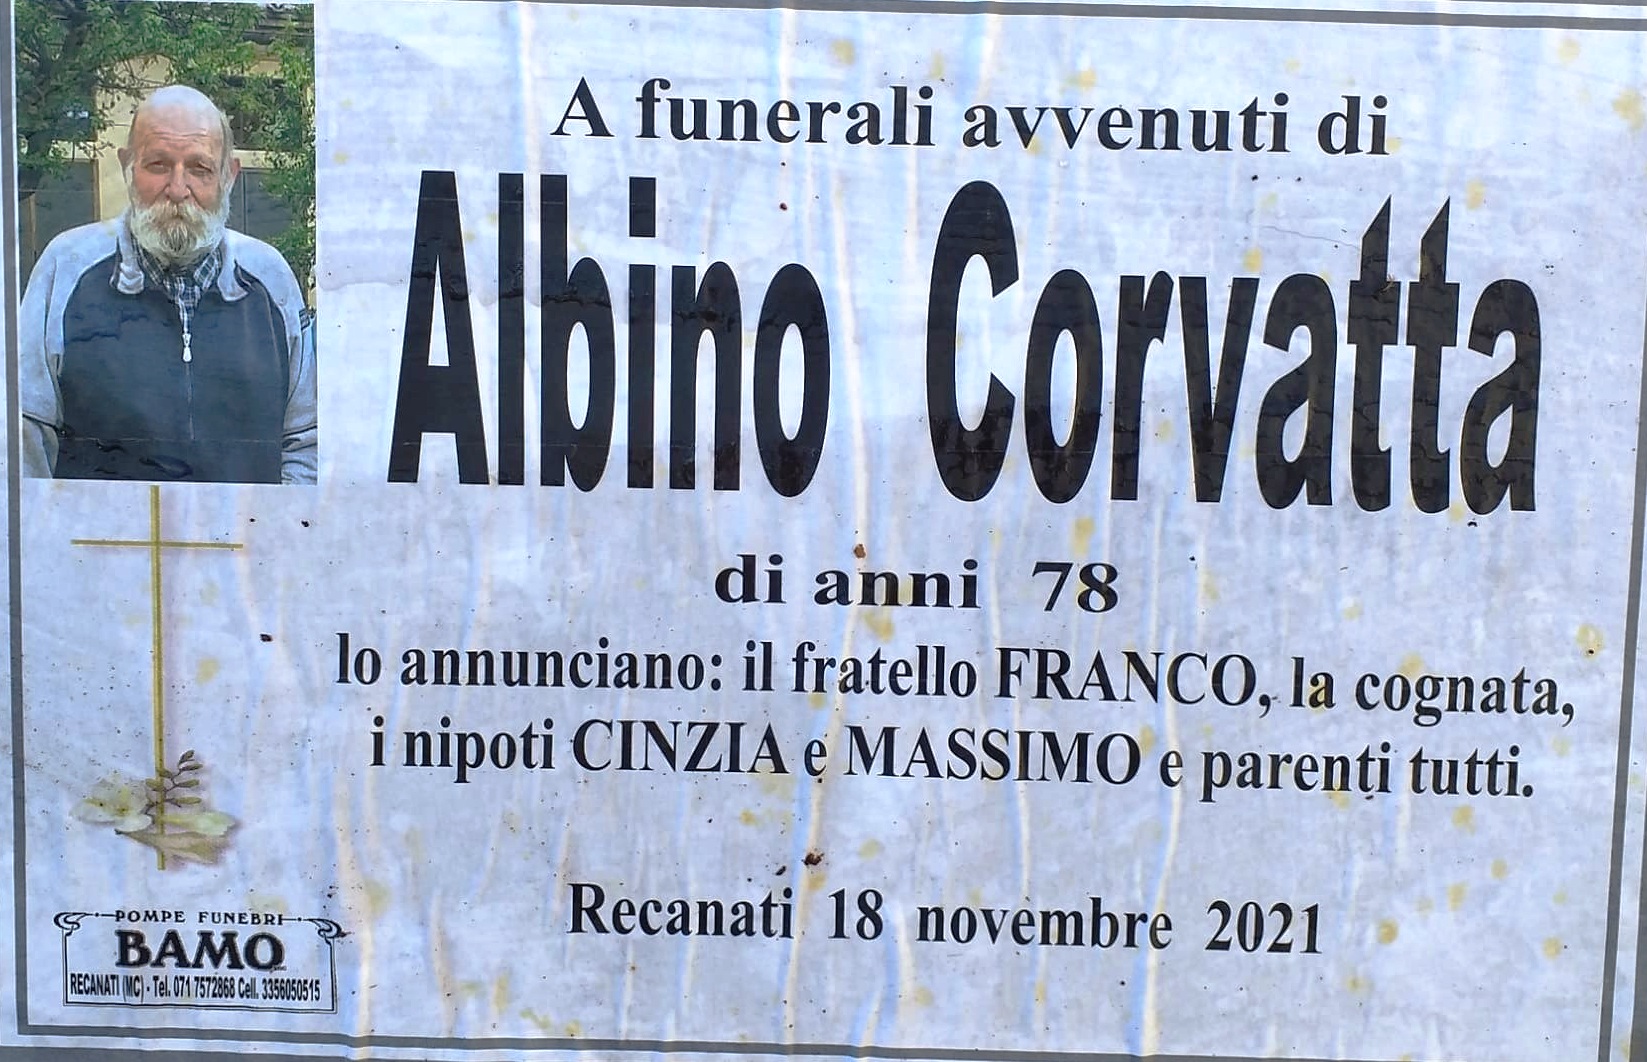 A funerali avvenuti di
Albino Corvatta
di anni 78
lo annunciano: il fratello FRANCO, la cognata,
i nipoti CINZIA e MASSIMO e parenti tutti.
Recanati 18 novembre 2021
POMPE FUNEBRI
BAMO
RECANATI (MC) - Tel. 071 7572868 Cell. 3356050515